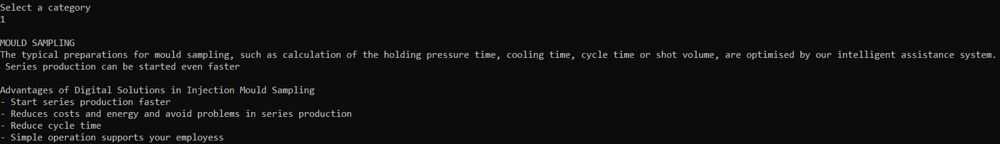 Select a category
1
MOULD SAMPLING
The typical preparations for mould sampling, such as calculation of the holding pressure time, cooling time, cycle time or shot volume, are optimised by our intelligent assistance system.
Series production can be started even faster
Advantages of Digital Solutions in Injection Mould Sampling
- Start series production faster
- Reduces costs and energy and avoid problems in series production
- Reduce cycle time
- Simple operation supports your employess